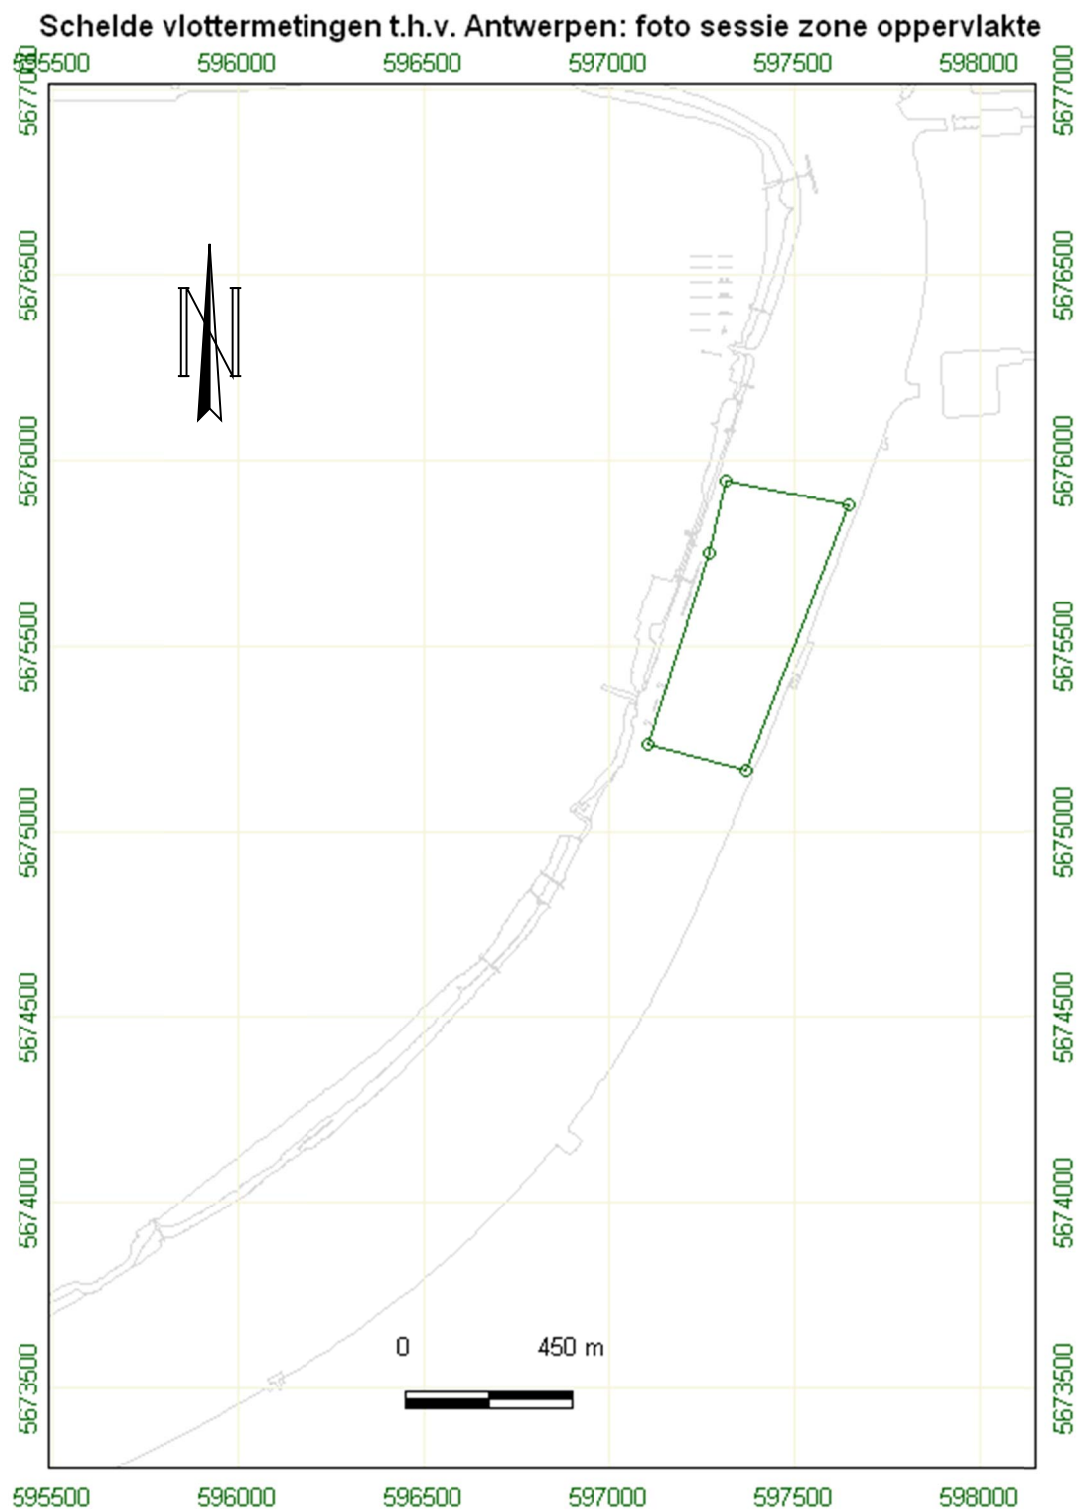 Schelde vlottermetingen t.h.v. Antwerpen: foto sessie zone oppervlakte
595500 596000 596500 597000 597500 598000
5677000 5677000
5676500 5676500
N
5676000 5676000
5675500 5675500
5675000 5675000
5674500 5674500
5674000 5674000
0 450 m
5673500 5673500
595500 596000 596500 597000 597500 598000